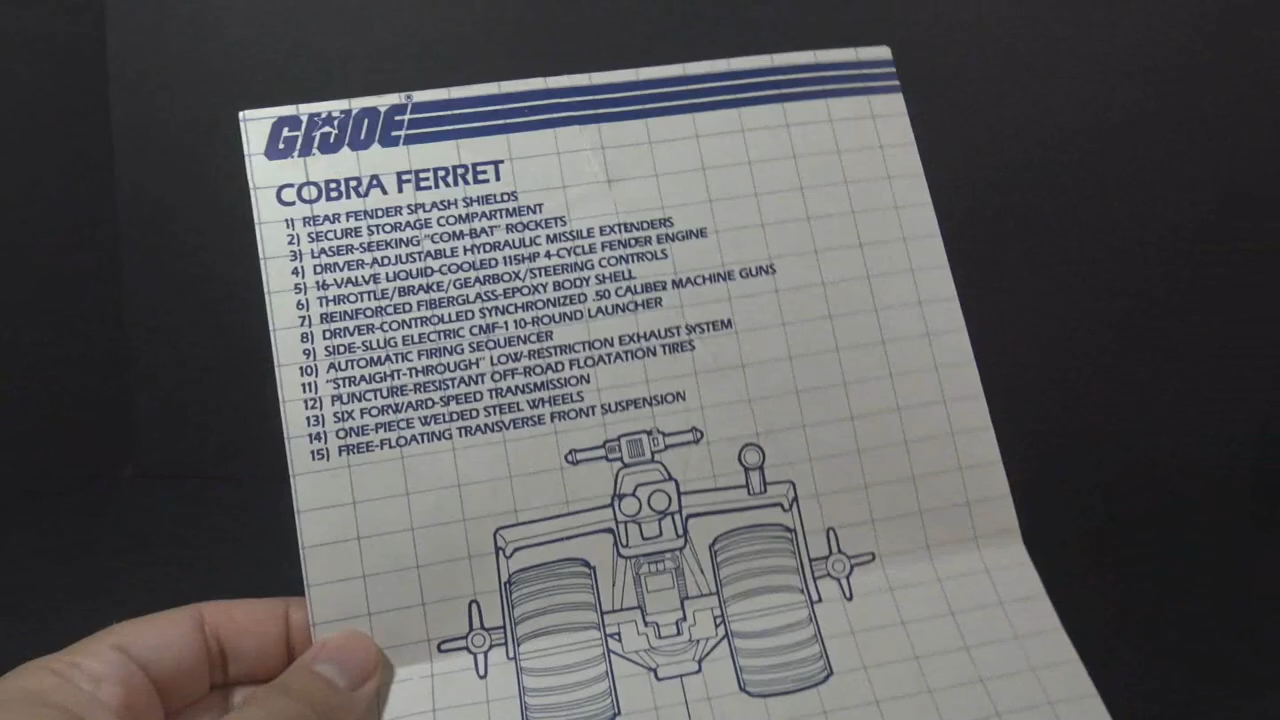 G.I. JOE®
COBRA FERRET
1) REAR FENDER SPLASH SHIELDS
2) SECURE STORAGE COMPARTMENT
3) LASER-SEEKING "COM-BAT" ROCKETS
4) DRIVER-ADJUSTABLE HYDRAULIC MISSILE EXTENDERS
5) 16-VALVE LIQUID-COOLED 115HP 4-CYCLE FENDER ENGINE
6) THROTTLE/BRAKE/GEARBOX/STEERING CONTROLS
7) REINFORCED FIBERGLASS-EPOXY BODY SHELL
8) DRIVER-CONTROLLED SYNCHRONIZED .50 CALIBER MACHINE GUNS
9) SIDE-SLUG ELECTRIC CMF-1 10-ROUND LAUNCHER
10) AUTOMATIC FIRING SEQUENCER
11) "STRAIGHT-THROUGH" LOW-RESTRICTION EXHAUST SYSTEM
12) PUNCTURE-RESISTANT OFF-ROAD FLOATATION TIRES
13) SIX FORWARD-SPEED TRANSMISSION
14) ONE-PIECE WELDED STEEL WHEELS
15) FREE-FLOATING TRANSVERSE FRONT SUSPENSION